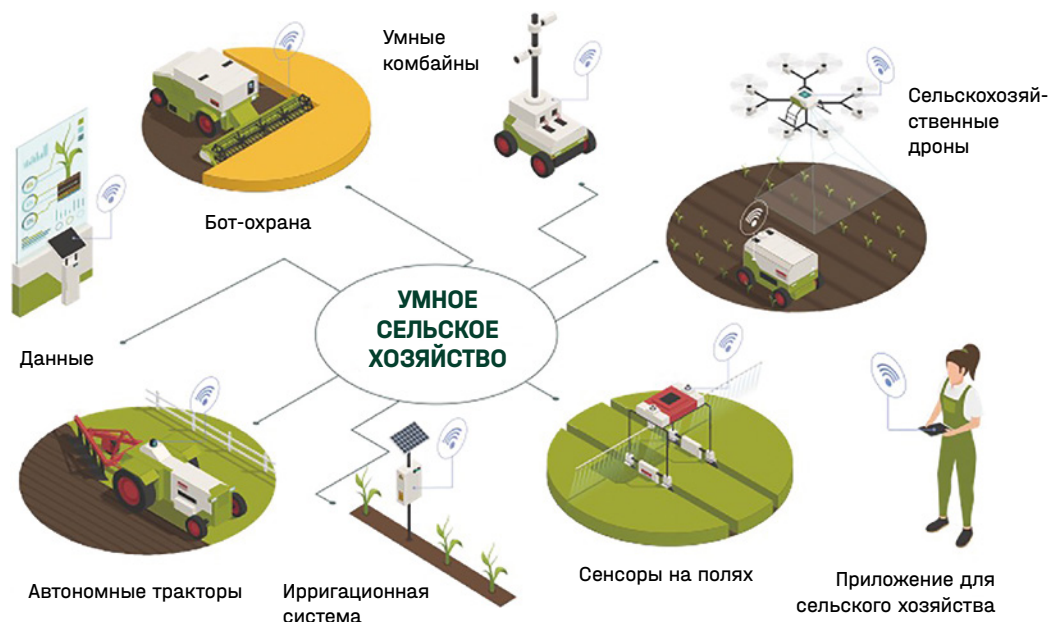 Умные
комбайны
Сельскохозяй-
ственные
дроны
Бот-охрана
УМНОЕ
СЕЛЬСКОЕ
ХОЗЯЙСТВО
Данные
Автономные тракторы
Ирригационная
система
Сенсоры на полях
Приложение для
сельского хозяйства